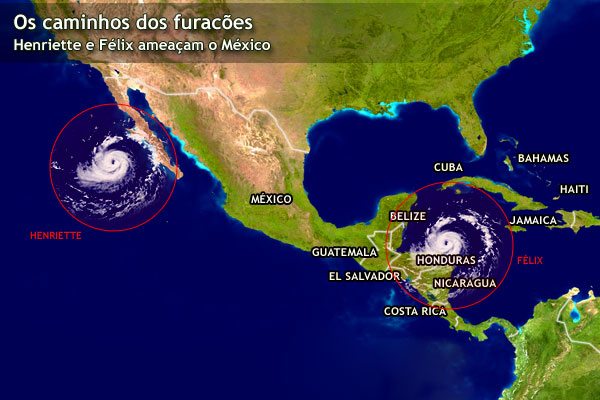 Os caminhos dos furacões
Henriette e Félix ameaçam o México
CUBA
BAHAMAS
HAITI
MÉXICO
BELIZE
JAMAICA
HENRIETTE
GUATEMALA
HONDURAS
FÉLIX
EL SALVADOR
NICARAGUA
COSTA RICA